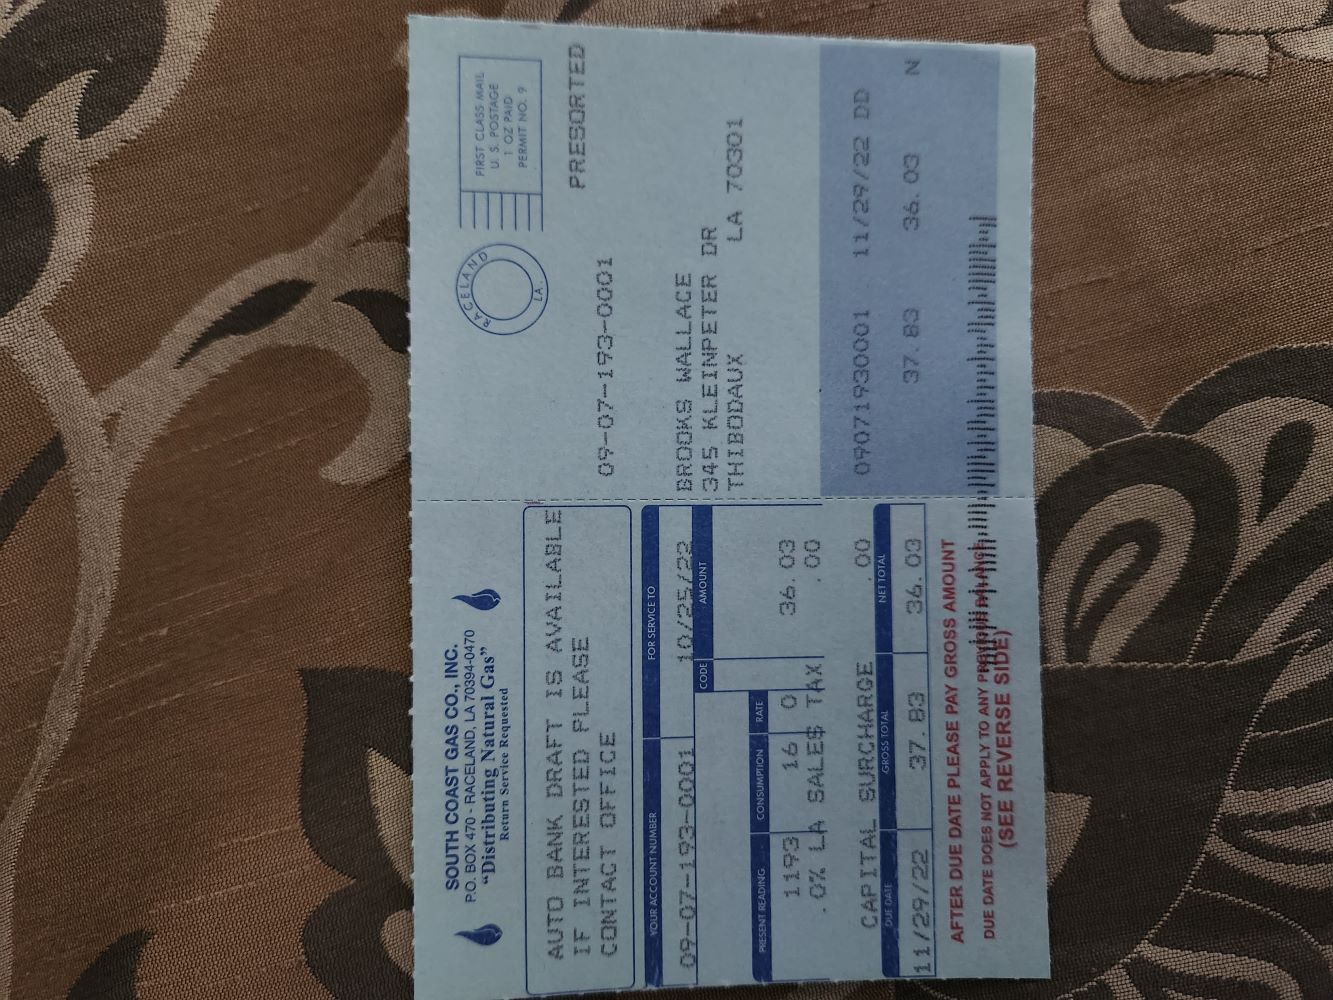 SOUTH COAST GAS CO., INC.
P.O. BOX 470 - RACELAND, LA 70394-0470
"Distributing Natural Gas"
Return Service Requested
AUTO BANK DRAFT IS AVAILABLE
IF INTERESTED PLEASE
CONTACT OFFICE
YOUR ACCOUNT NUMBER FOR SERVICE TO
09-07-193-0001 10/25/22
CODE AMOUNT
PRESENT READING CONSUMPTION RATE
1193 16 0 36.03
.0% LA SALES TAX .00
CAPITAL SURCHARGE .00
DUE DATE GROSS TOTAL NET TOTAL
11/29/22 37.83 36.03
AFTER DUE DATE PLEASE PAY GROSS AMOUNT
DUE DATE DOES NOT APPLY TO ANY PREVIOUS BALANCE
(SEE REVERSE SIDE)
RACELAND
LA.
FIRST CLASS MAIL
U. S. POSTAGE
1 OZ PAID
PERMIT NO. 9
PRESORTED
09-07-193-0001
BROOKS WALLACE
345 KLEINPETER DR
THIBODAUX LA 70301
09071930001 11/29/22 DD
37.83 36.03 N